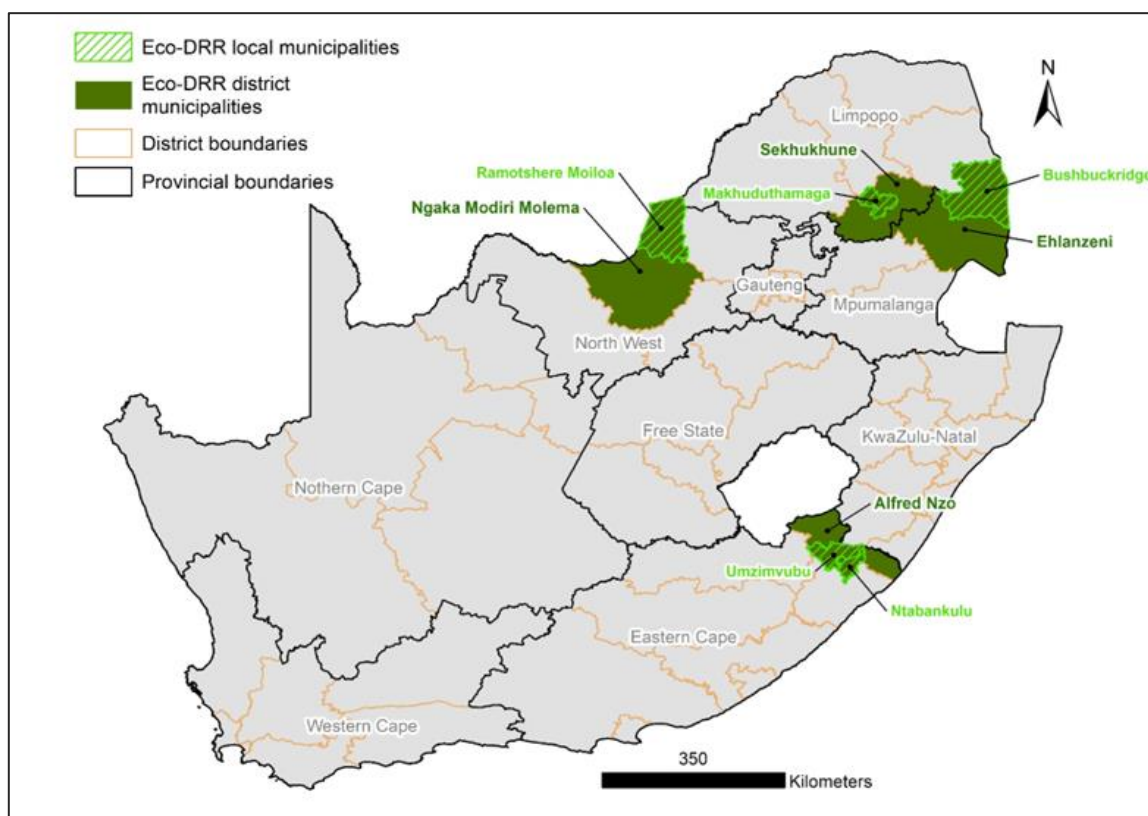 Eco-DRR local municipalities
Eco-DRR district
municipalities
District boundaries
Provincial boundaries
N
Limpopo
Sekhukhune
Ramotshere Moiloa
Makhuduthamaga
Bushbuckridge
Ngaka Modiri Molema
Ehlanzeni
Gauteng
Mpumalanga
North West
Free State
KwaZulu-Natal
Nothern Cape
Alfred Nzo
Umzimvubu
Ntabankulu
Eastern Cape
Western Cape
350
Kilometers